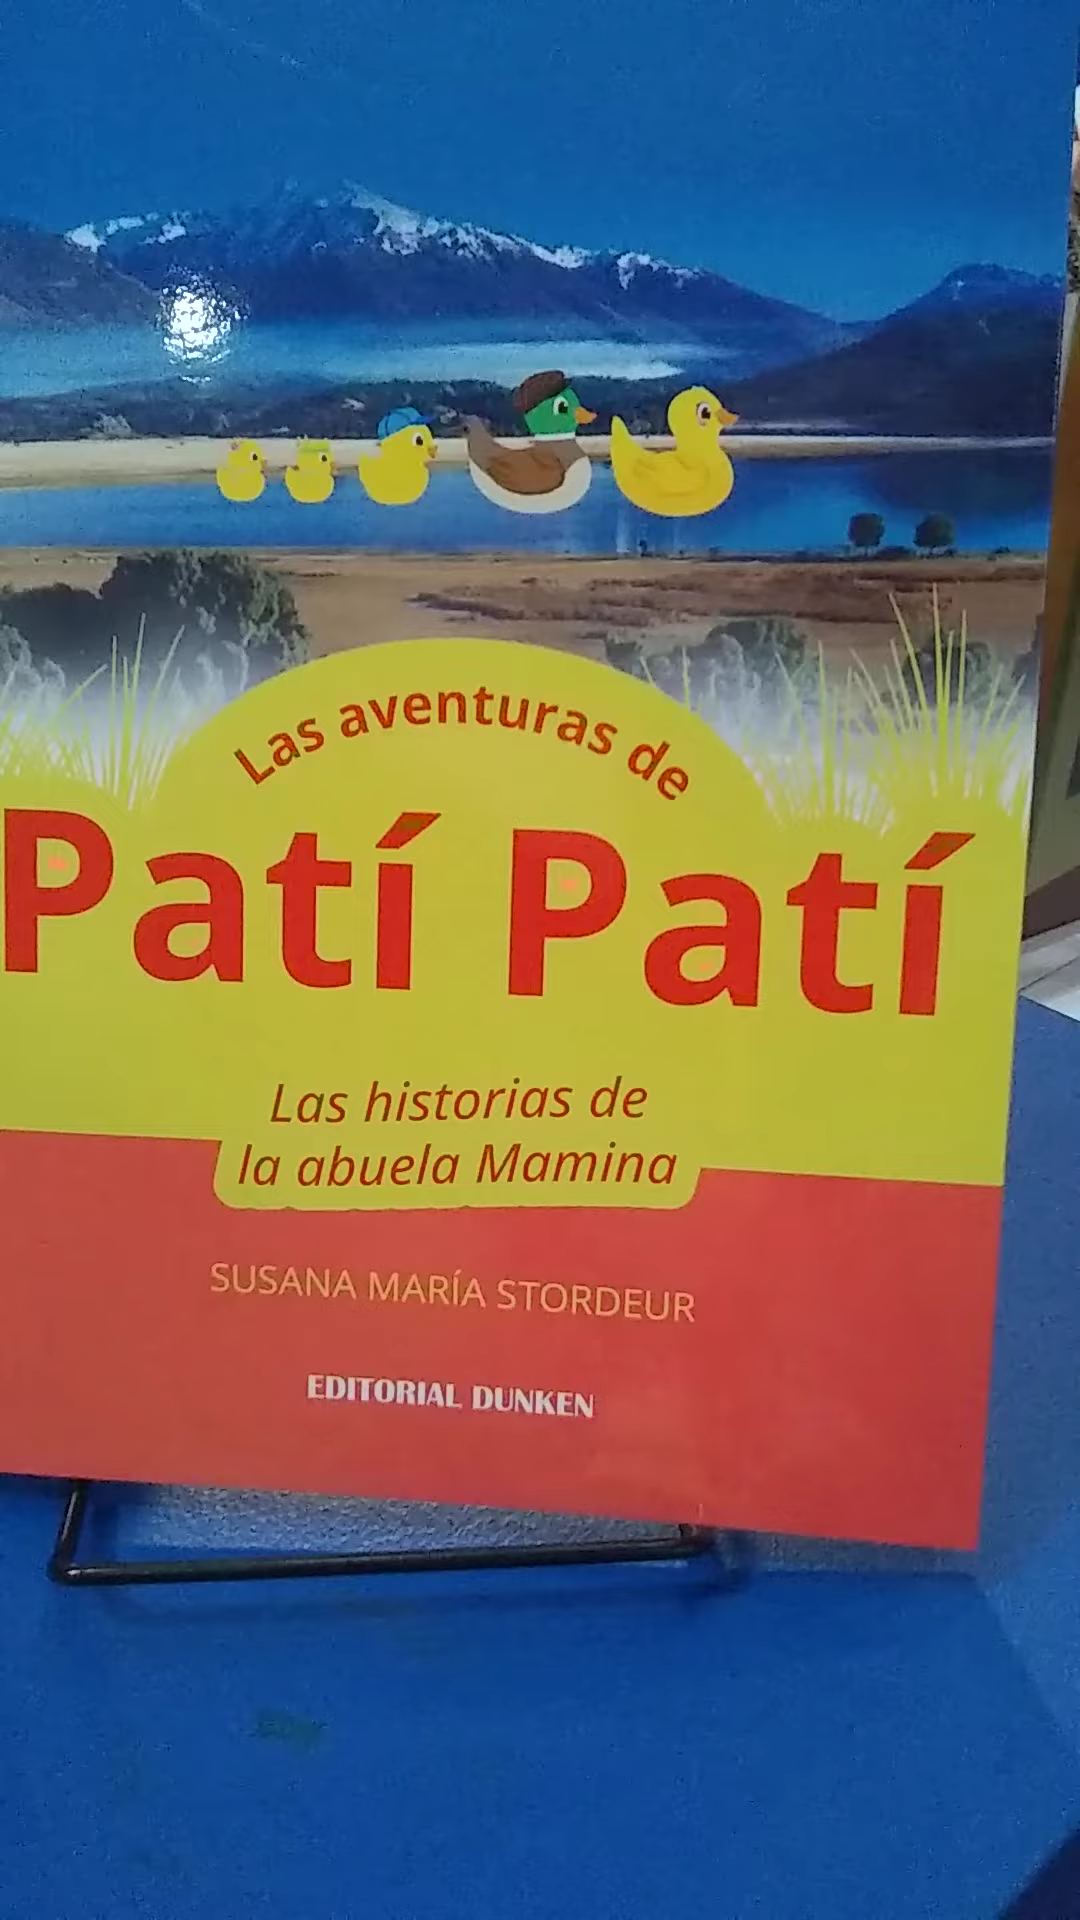 Las aventuras de
Patí Patí
Las historias de
la abuela Mamina
SUSANA MARÍA STORDEUR
EDITORIAL DUNKEN